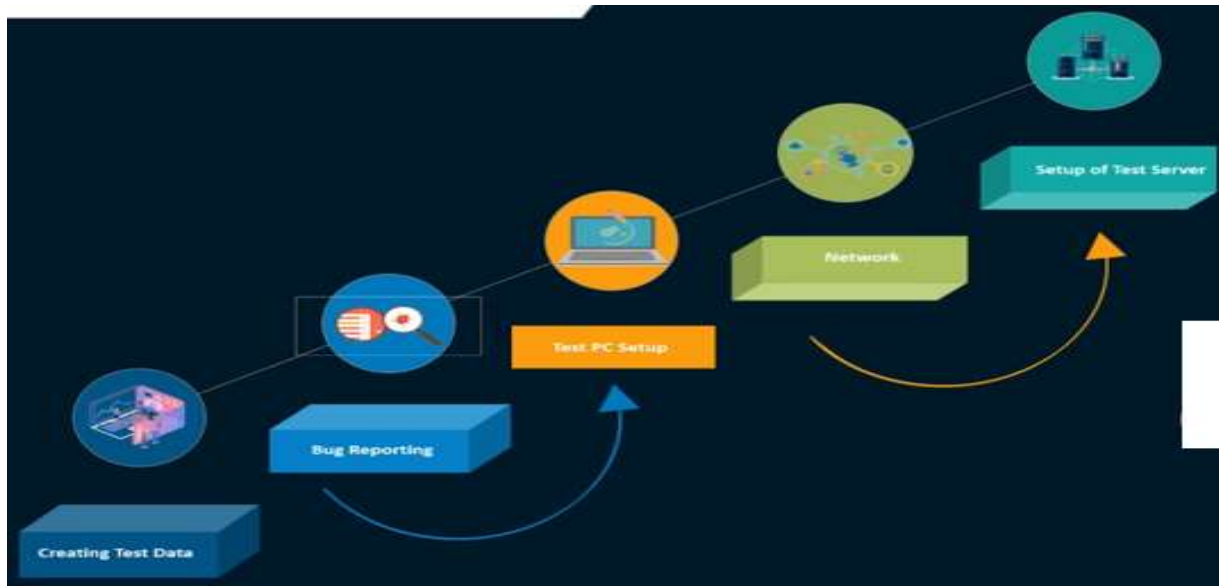 Setup of Test Server
Network
Test PC Setup
Bug Reporting
Creating Test Data